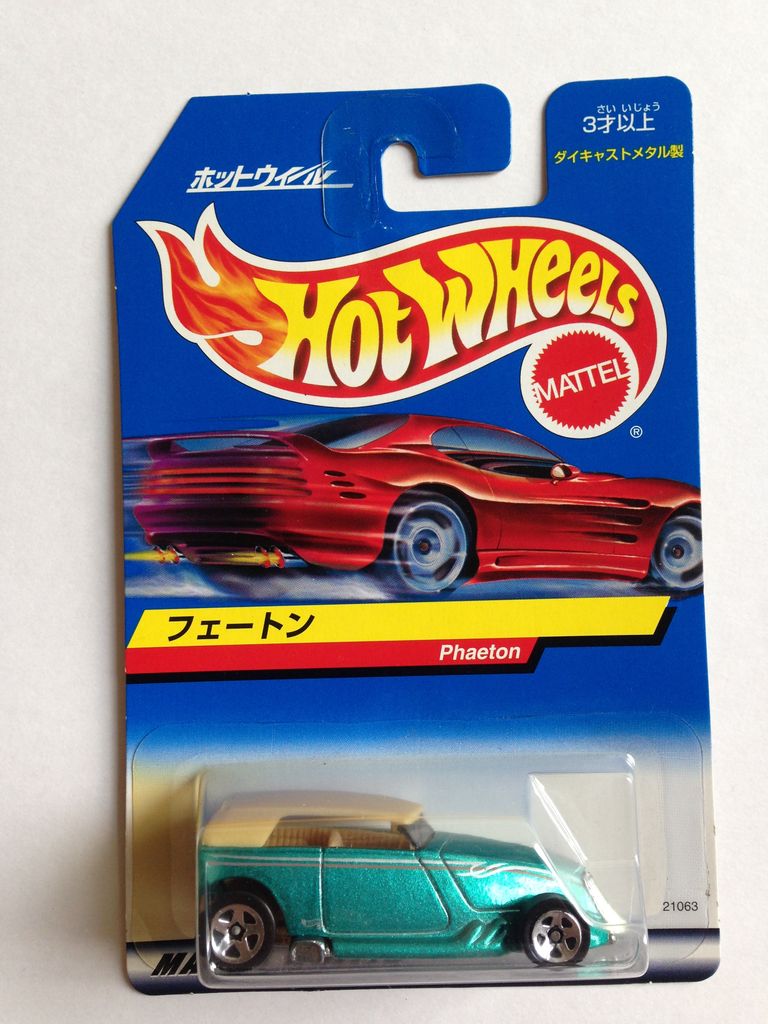 さい いじょう
3才以上
ダイキャストメタル製
ホットウィール
HOT WHEELS
MATTEL
®
フェートン
Phaeton
21063